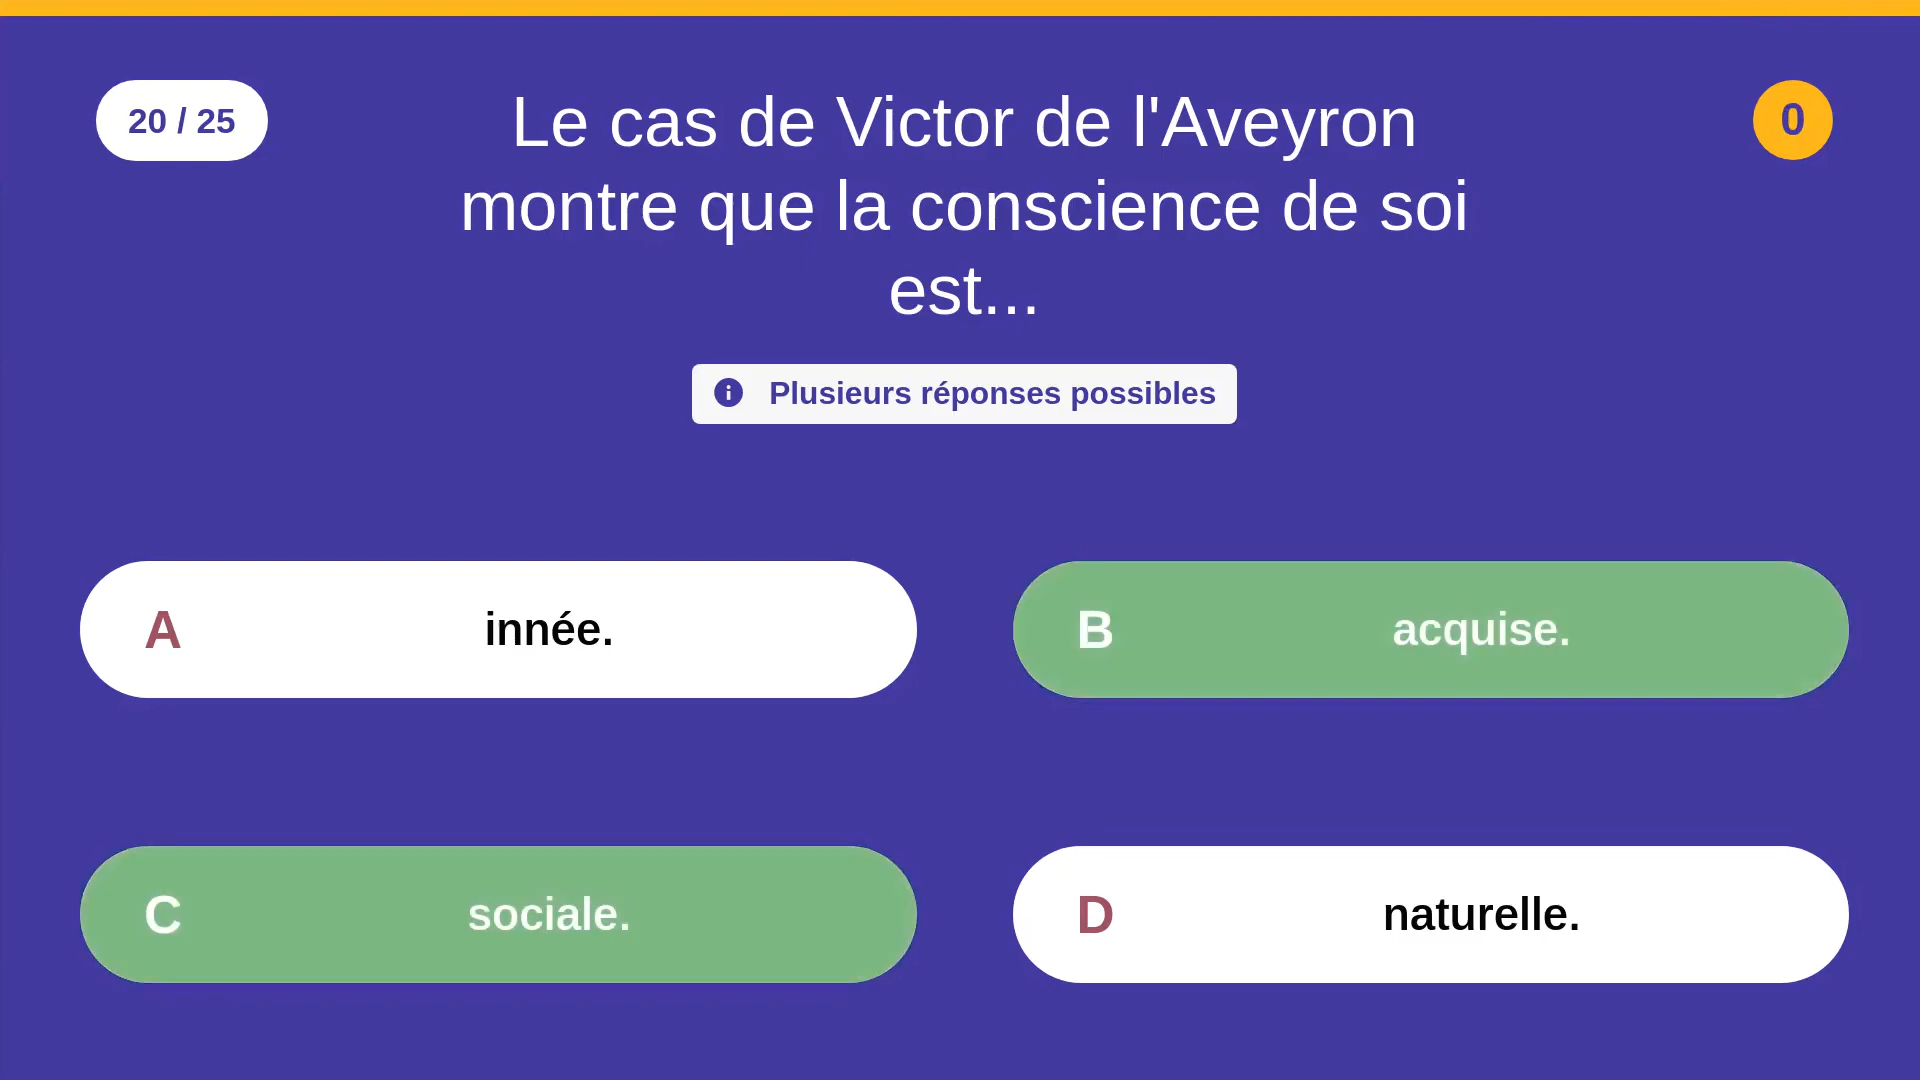 20 / 25
Le cas de Victor de l'Aveyron
montre que la conscience de soi
est...
0
Plusieurs réponses possibles
A innée.
B acquise.
C sociale.
D naturelle.